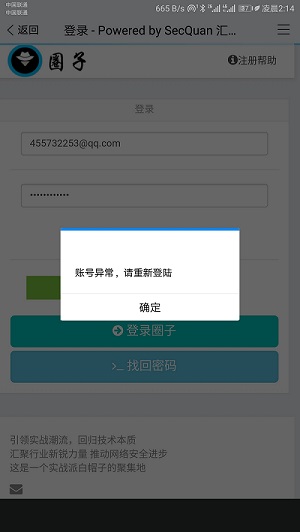 中国联通
中国联通
665 B/s 凌晨2:14
返回 登录 - Powered by SecQuan 汇...
圈子
注册帮助
登录
455732253@qq.com
••••••••••••
账号异常，请重新登陆
确定
登录圈子
>_ 找回密码
引领实战潮流，回归技术本质
汇聚行业新锐力量 推动网络安全进步
这是一个实战派白帽子的聚集地